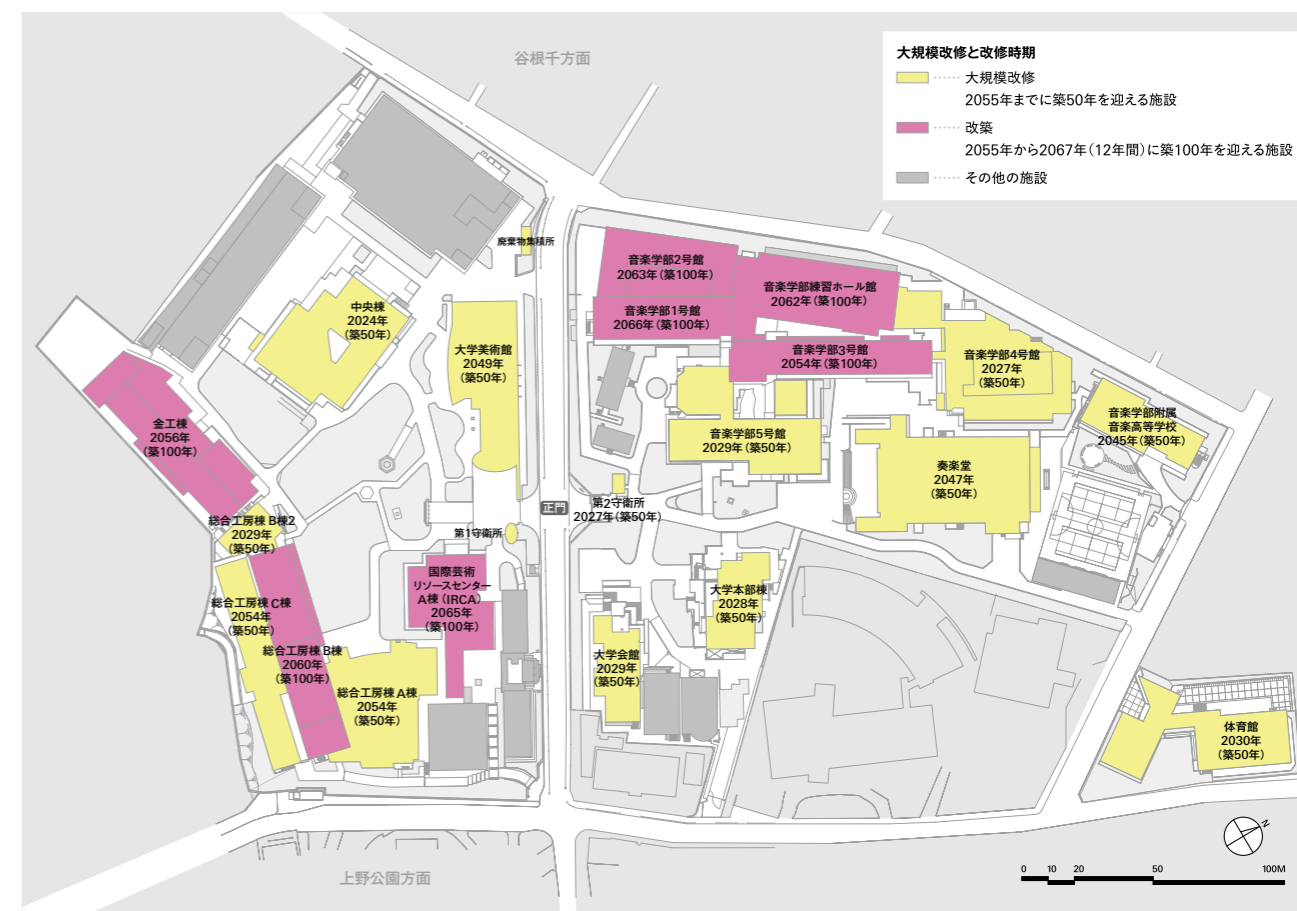 谷根千方面
大規模改修と改修時期
大規模改修
2055年までに築50年を迎える施設
改築
2055年から2067年（12年間）に築100年を迎える施設
その他の施設
廃棄物集積所
音楽学部2号館
2063年（築100年）
音楽学部練習ホール館
2062年（築100年）
音楽学部1号館
2066年（築100年）
音楽学部3号館
2054年（築100年）
音楽学部4号館
2027年
（築50年）
中央棟
2024年
（築50年）
大学美術館
2049年
（築50年）
音楽学部附属
音楽高等学校
2045年（築50年）
音楽学部5号館
2029年（築50年）
金工棟
2056年
（築100年）
奏楽堂
2047年
（築50年）
正門
第2守衛所
2027年（築50年）
第1守衛所
総合工房棟 B棟2
2029年
（築50年）
国際芸術
リソースセンター
A棟（IRCA）
2065年
（築100年）
大学本部棟
2028年
（築50年）
総合工房棟 C棟
2054年
（築50年）
総合工房棟 B棟
2060年
（築100年）
大学会館
2029年
（築50年）
総合工房棟 A棟
2054年
（築50年）
体育館
2030年
（築50年）
上野公園方面
N
0 10 20 50 100M